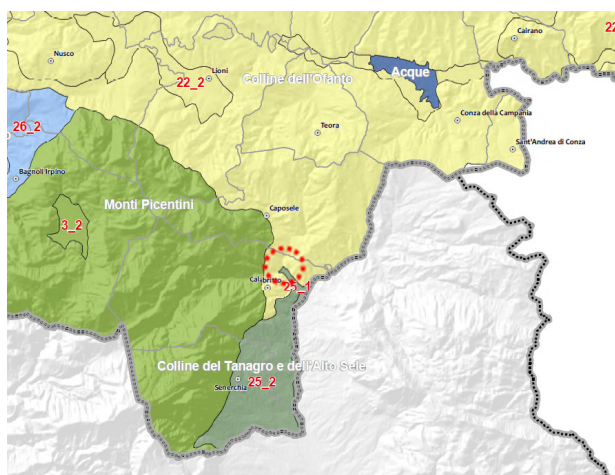 Cairano
22
Nusco
Lioni
22_2
Colline dell'Ofanto
Acque
Conza della Campania
26_2
Teora
Sant'Andrea di Conza
Bagnoli Irpino
Monti Picentini
Caposele
3_2
Calabritto
25_1
Colline del Tanagro e dell'Alto Sele
25_2
Senerchia